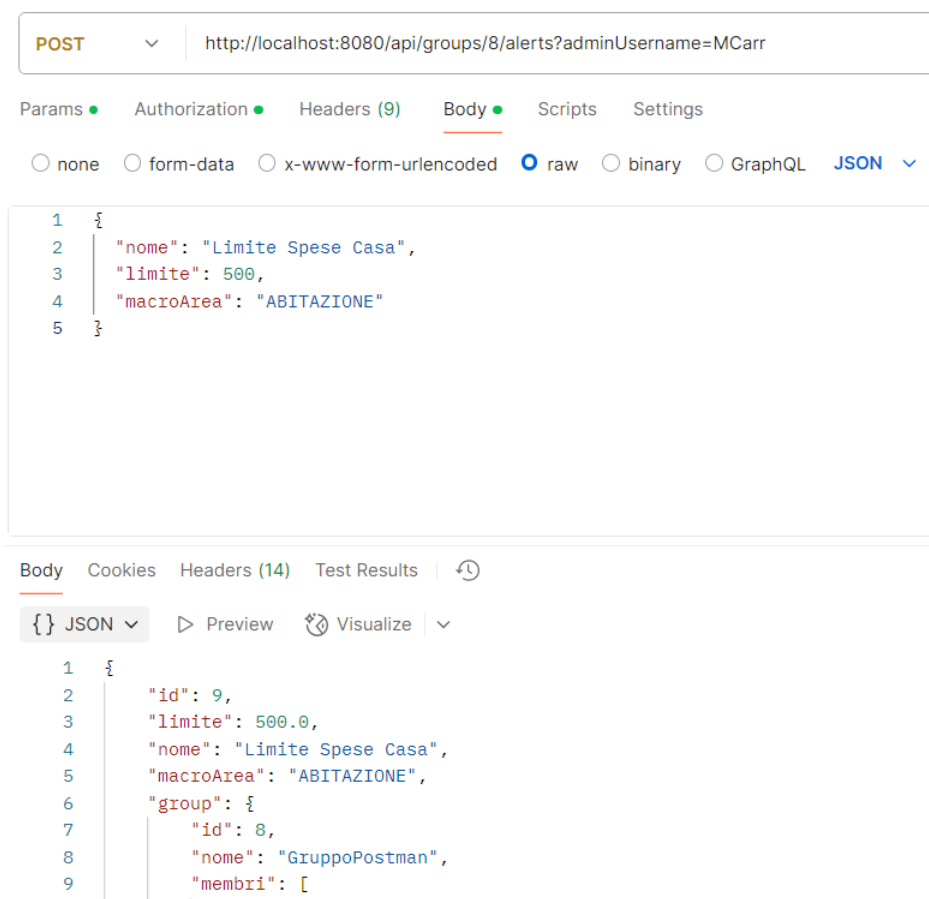 POST http://localhost:8080/api/groups/8/alerts?adminUsername=MCarr
Params Authorization Headers (9) Body Scripts Settings
none form-data x-www-form-urlencoded raw binary GraphQL JSON
1 {
2 "nome": "Limite Spese Casa",
3 "limite": 500,
4 "macroArea": "ABITAZIONE"
5 }
Body Cookies Headers (14) Test Results
{} JSON Preview Visualize
1 {
2 "id": 9,
3 "limite": 500.0,
4 "nome": "Limite Spese Casa",
5 "macroArea": "ABITAZIONE",
6 "group": {
7 "id": 8,
8 "nome": "GruppoPostman",
9 "membri": [